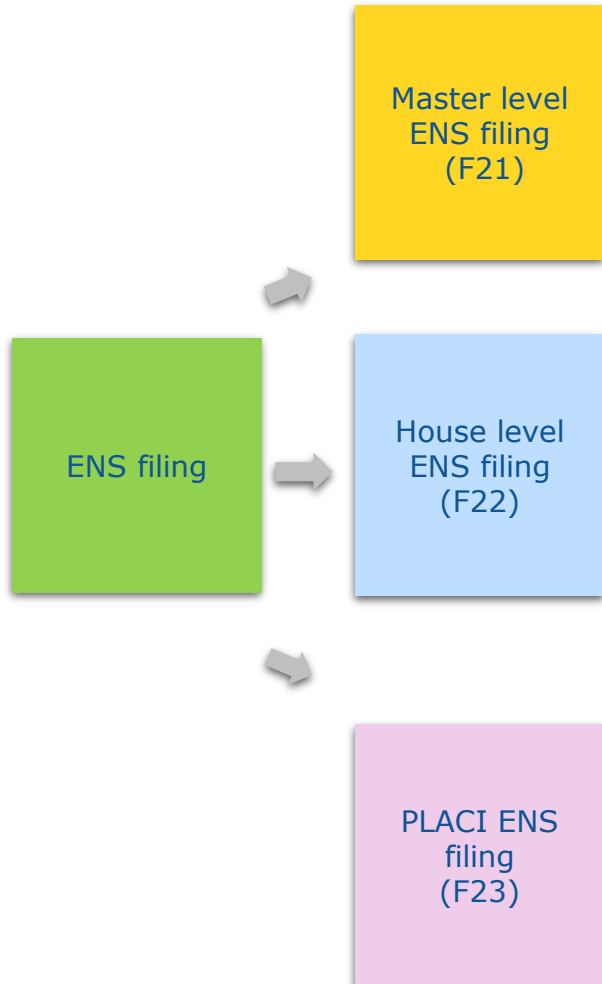 Master level
ENS filing
(F21)
ENS filing
House level
ENS filing
(F22)
PLACI ENS
filing
(F23)